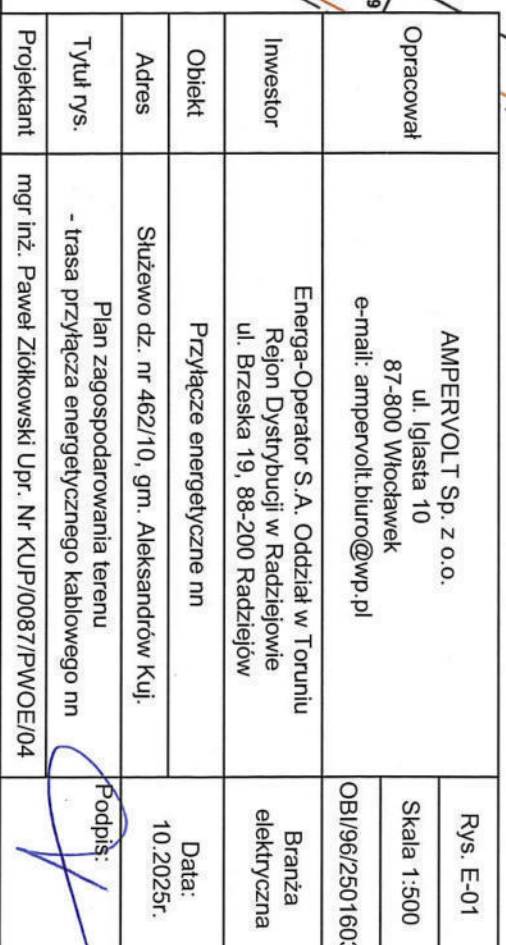 Opracował
AMPERVOLT Sp. z o.o.
ul. Iglasta 10
87-800 Włocławek
e-mail: ampervolt.biuro@wp.pl
Rys. E-01
Skala 1:500
OBI/96/250160
Inwestor
Energa-Operator S.A. Oddział w Toruniu
Rejon Dystrybucji w Radziejowie
ul. Brzeska 19, 88-200 Radziejów
Branża
elektryczna
Obiekt
Przyłącze energetyczne nn
Adres
Służewo dz. nr 462/10, gm. Aleksandrów Kuj.
Data:
10.2025r.
Tytuł rys.
Plan zagospodarowania terenu
- trasa przyłącza energetycznego kablowego nn
Podpis:
Projektant
mgr inż. Paweł Ziółkowski Upr. Nr KUP/0087/PWOE/04